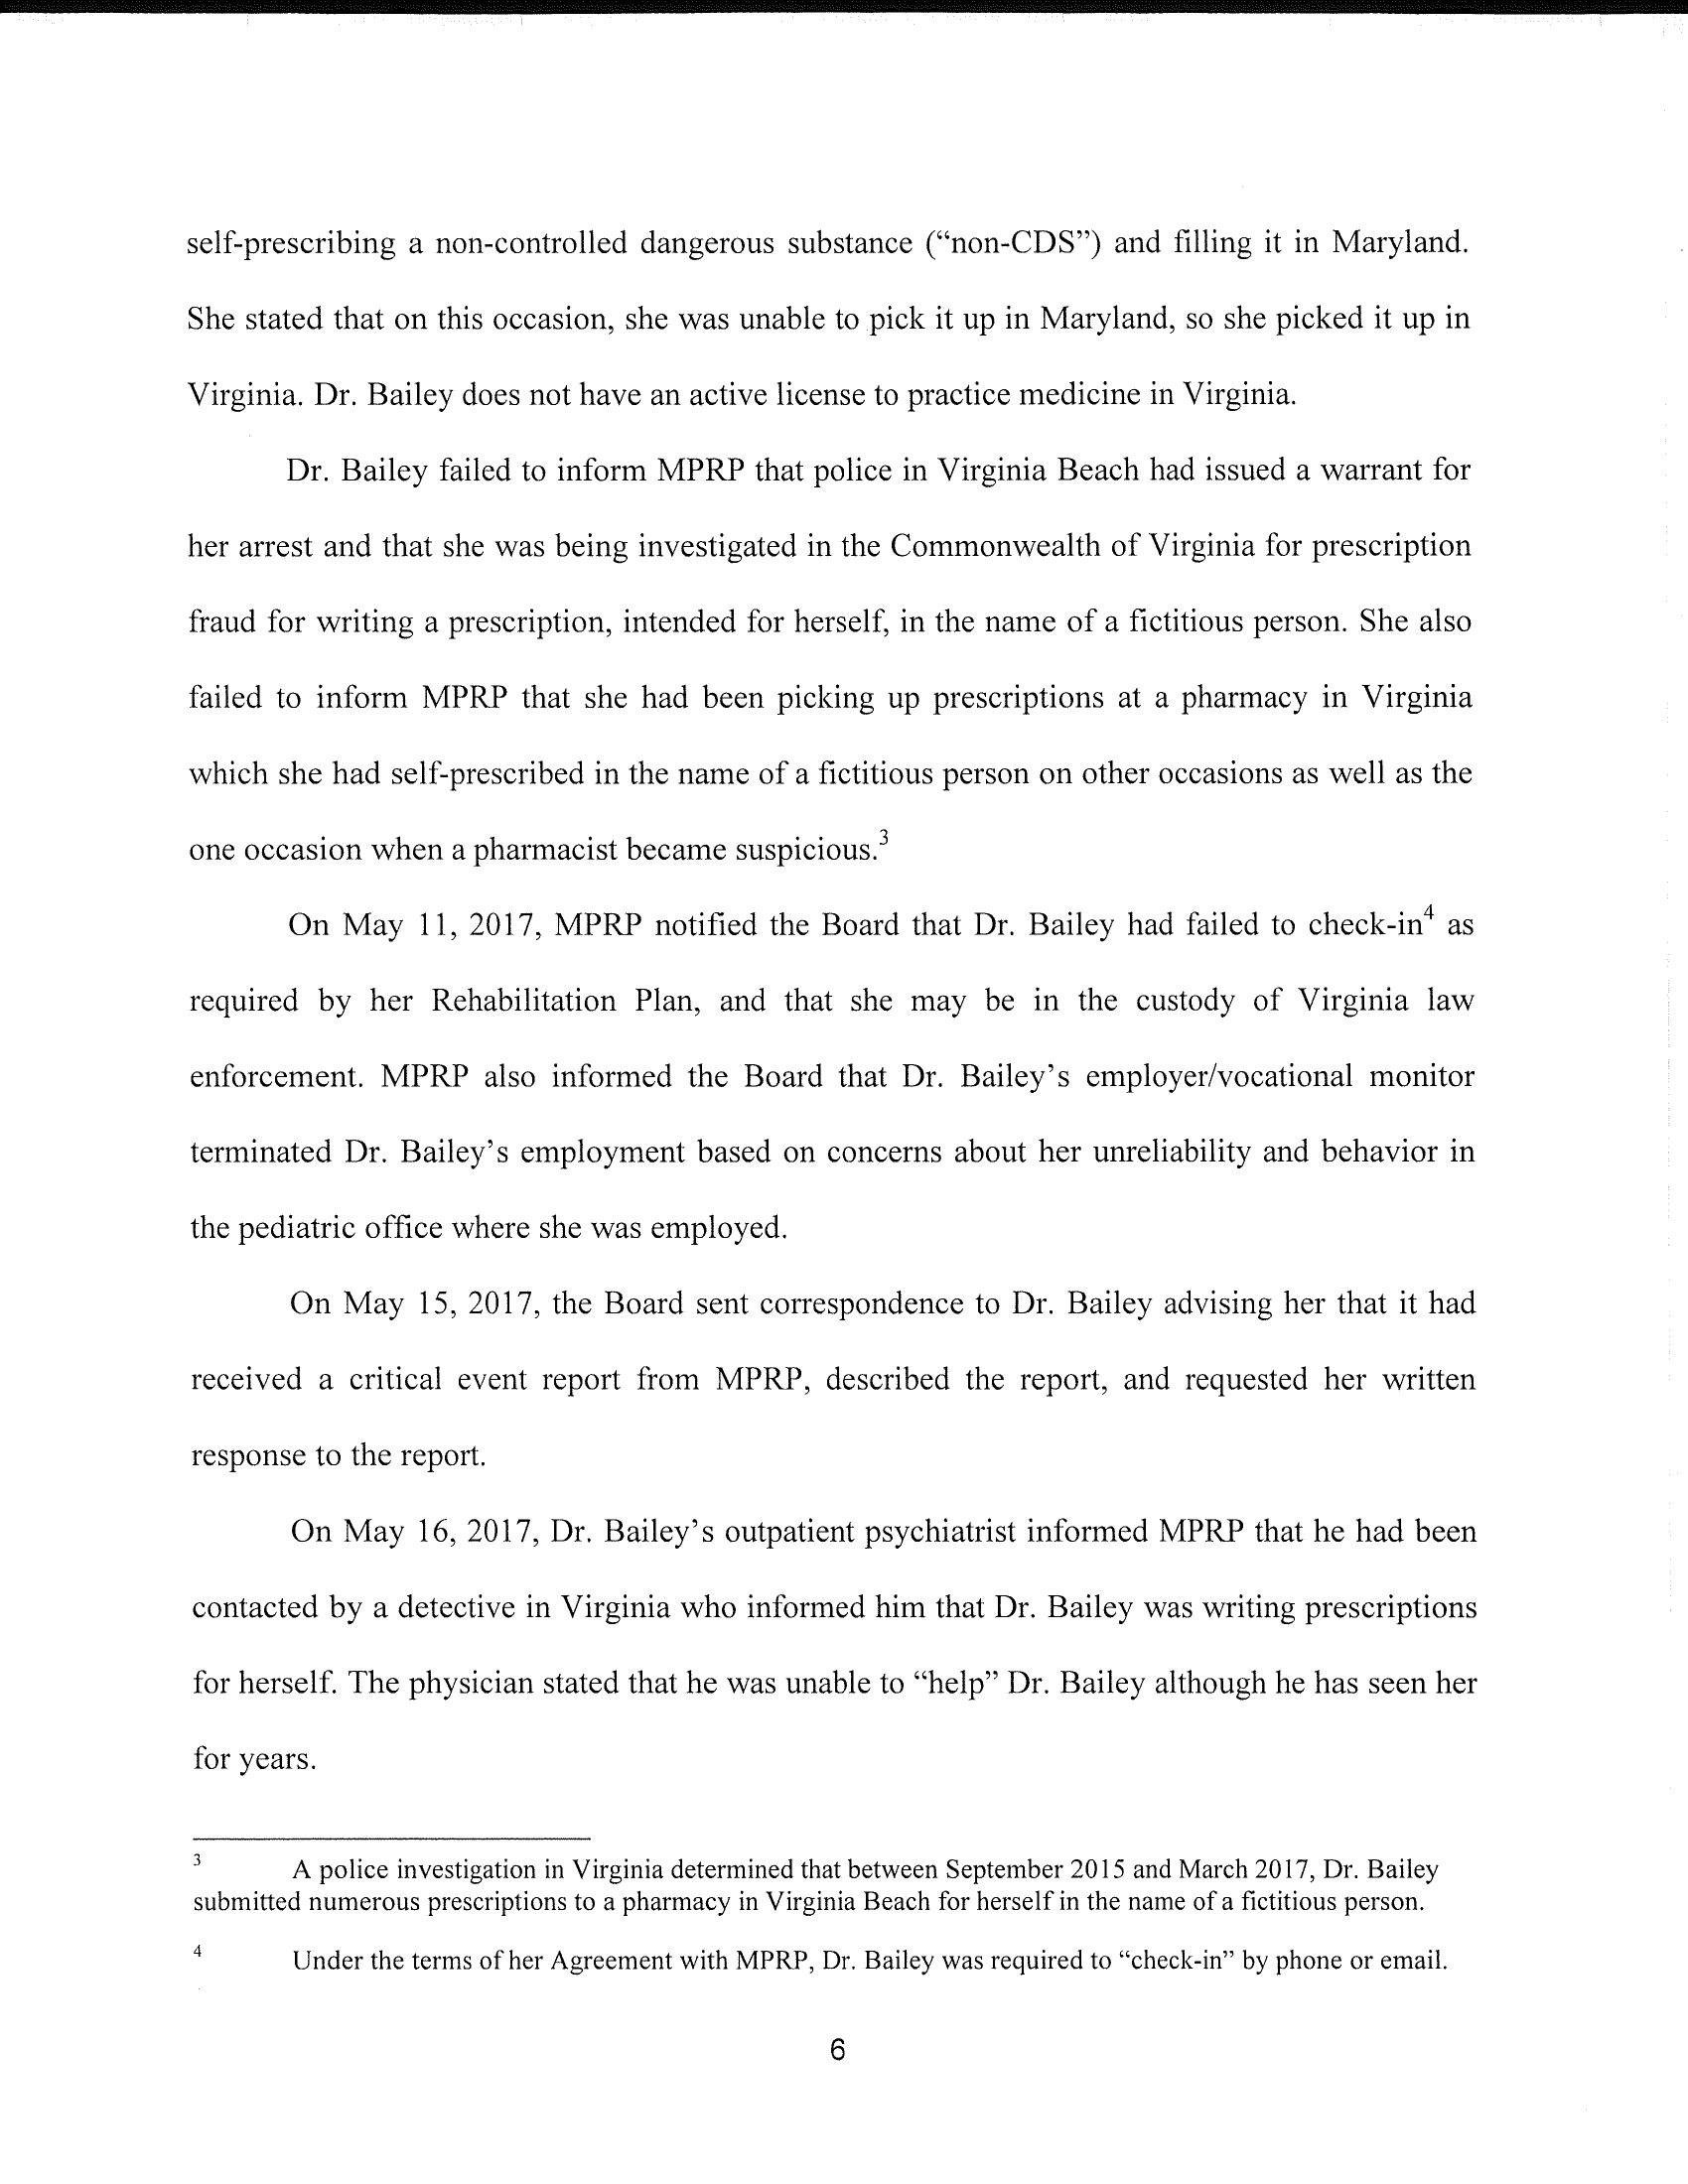 self-prescribing a non-controlled dangerous substance (“non-CDS”) and filling it in Maryland.
She stated that on this occasion, she was unable to pick it up in Maryland, so she picked it up in
Virginia. Dr. Bailey does not have an active license to practice medicine in Virginia.
Dr. Bailey failed to inform MPRP that police in Virginia Beach had issued a warrant for
her arrest and that she was being investigated in the Commonwealth of Virginia for prescription
fraud for writing a prescription, intended for herself, in the name of a fictitious person. She also
failed to inform MPRP that she had been picking up prescriptions at a pharmacy in Virginia
which she had self-prescribed in the name of a fictitious person on other occasions as well as the
one occasion when a pharmacist became suspicious.3
On May 11, 2017, MPRP notified the Board that Dr. Bailey had failed to check-in4 as
required by her Rehabilitation Plan, and that she may be in the custody of Virginia law
enforcement. MPRP also informed the Board that Dr. Bailey’s employer/vocational monitor
terminated Dr. Bailey’s employment based on concerns about her unreliability and behavior in
the pediatric office where she was employed.
On May 15, 2017, the Board sent correspondence to Dr. Bailey advising her that it had
received a critical event report from MPRP, described the report, and requested her written
response to the report.
On May 16, 2017, Dr. Bailey’s outpatient psychiatrist informed MPRP that he had been
contacted by a detective in Virginia who informed him that Dr. Bailey was writing prescriptions
for herself. The physician stated that he was unable to “help” Dr. Bailey although he has seen her
for years.
3 A police investigation in Virginia determined that between September 2015 and March 2017, Dr. Bailey
submitted numerous prescriptions to a pharmacy in Virginia Beach for herself in the name of a fictitious person.
4 Under the terms of her Agreement with MPRP, Dr. Bailey was required to “check-in” by phone or email.
6